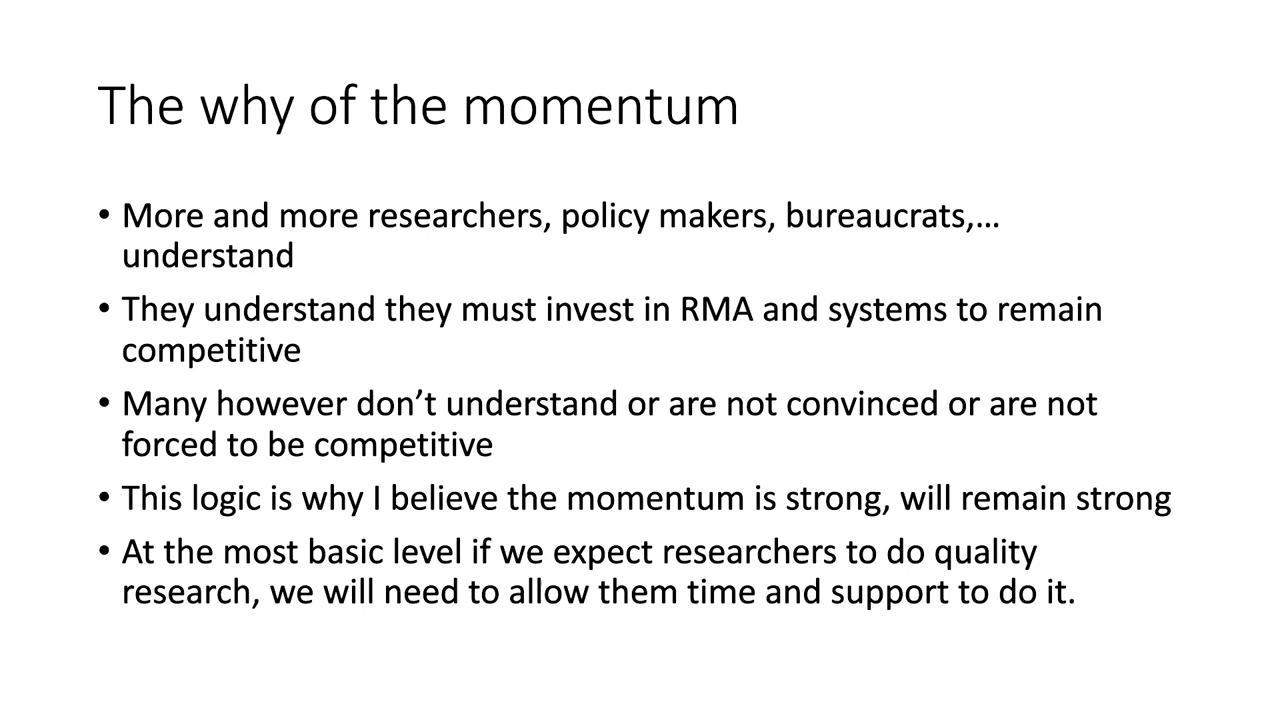 The why of the momentum
• More and more researchers, policy makers, bureaucrats,…
understand
• They understand they must invest in RMA and systems to remain
competitive
• Many however don’t understand or are not convinced or are not
forced to be competitive
• This logic is why I believe the momentum is strong, will remain strong
• At the most basic level if we expect researchers to do quality
research, we will need to allow them time and support to do it.